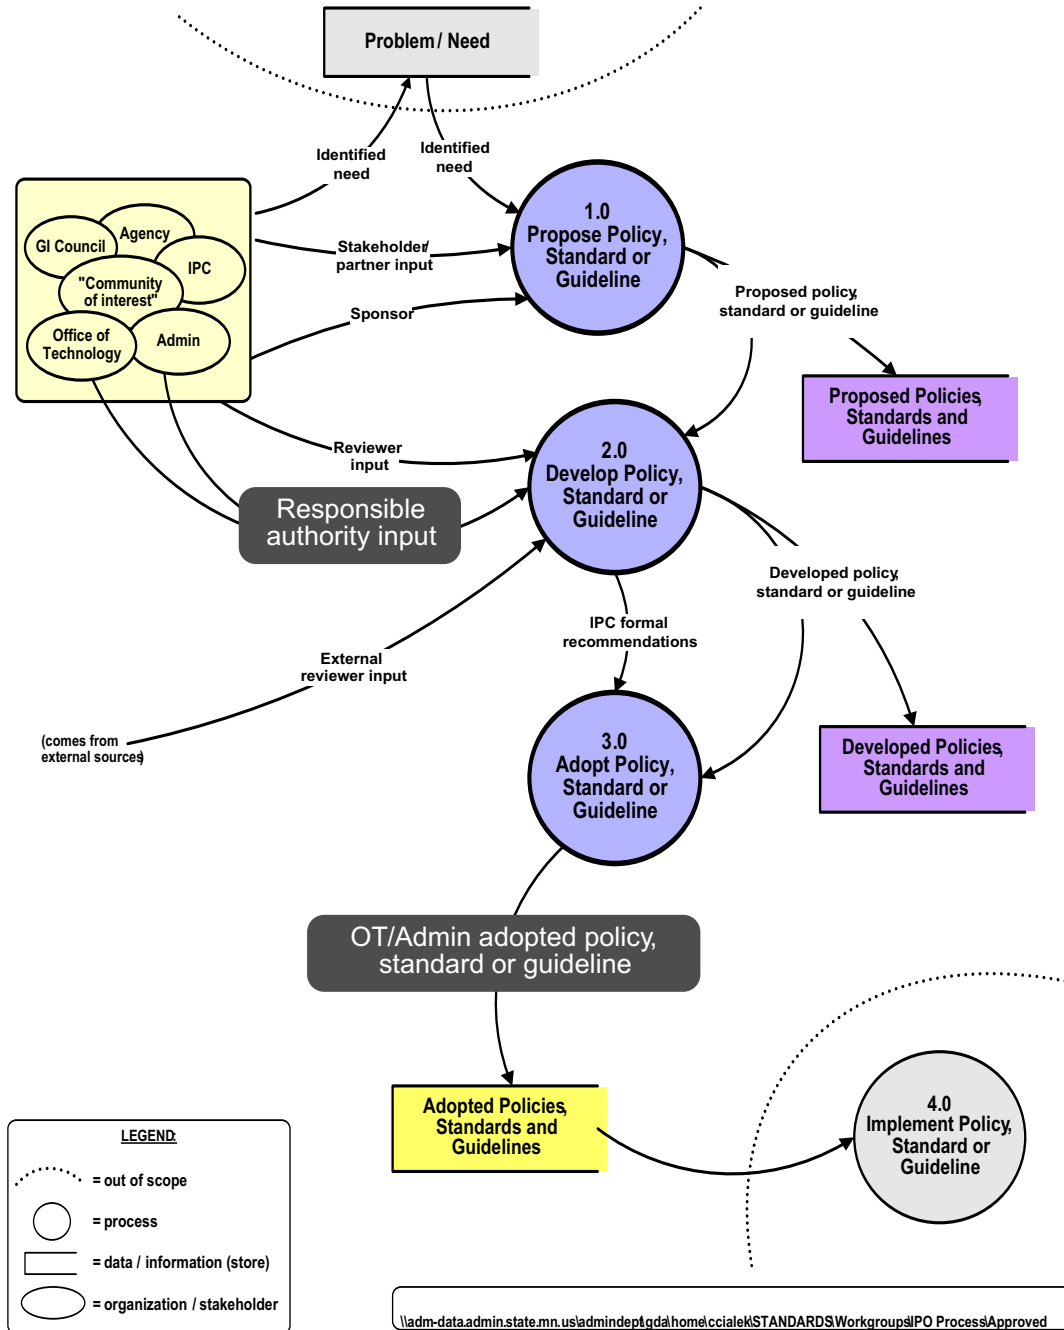 Problem / Need
Identified
need
Identified
need
GI Council
Agency
IPC
"Community
of interest"
Office of
Technology
Admin
Stakeholder/
partner input
Sponsor
1.0
Propose Policy,
Standard or
Guideline
Proposed policy,
standard or guideline
Proposed Policies,
Standards and
Guidelines
Reviewer
input
Responsible
authority input
2.0
Develop Policy,
Standard or
Guideline
Developed policy,
standard or guideline
IPC formal
recommendations
External
reviewer input
(comes from
external sources)
3.0
Adopt Policy,
Standard or
Guideline
Developed Policies,
Standards and
Guidelines
OT/Admin adopted policy,
standard or guideline
Adopted Policies,
Standards and
Guidelines
4.0
Implement Policy,
Standard or
Guideline
LEGEND:
= out of scope
= process
= data / information (store)
= organization / stakeholder
\\adm-data.admin.state.mn.us\admindept\gda\home\ccialek\STANDARDS\Workgroups\IPO Process\Approved